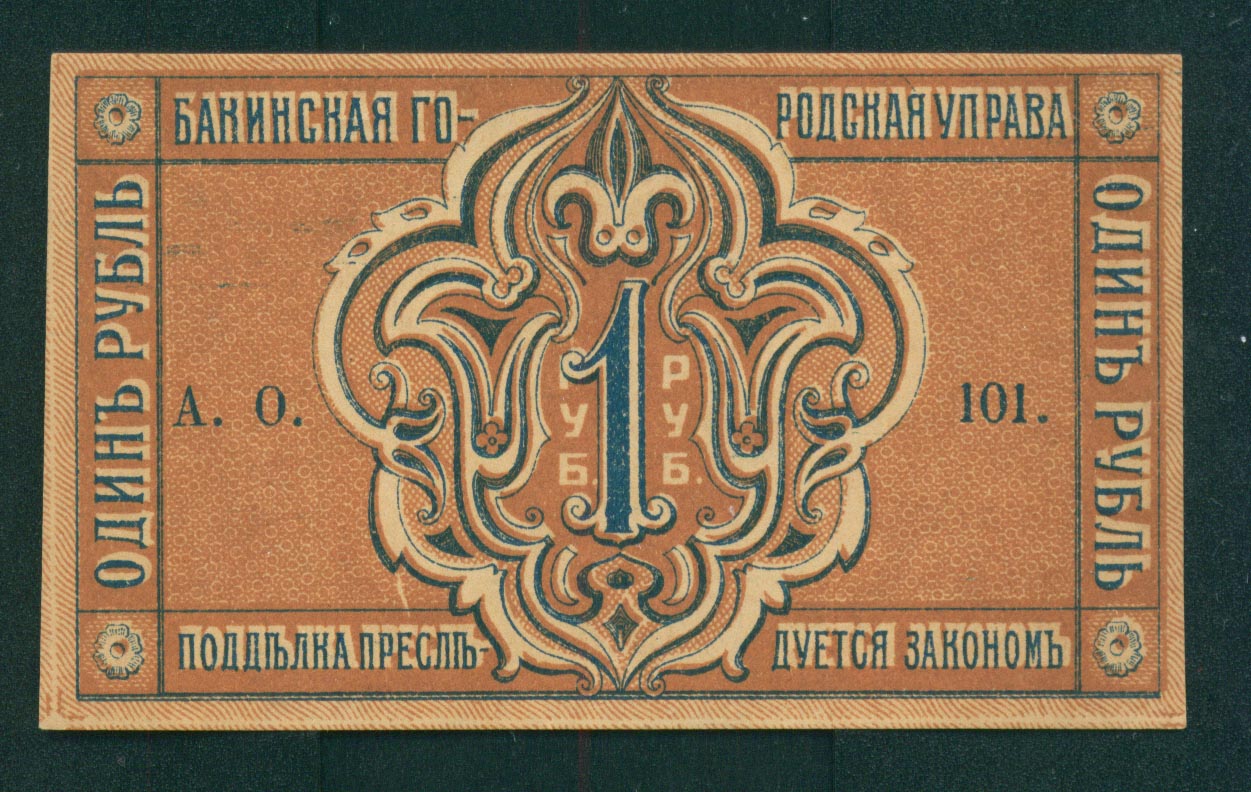 БАКИНСКАЯ ГО-
РОДСКАЯ УПРАВА
ОДИНЪ РУБЛЬ
А. О.
1
РУБ.
РУБ.
101.
ОДИНЪ РУБЛЬ
ПОДДѢЛКА ПРЕСЛѢ-
ДУЕТСЯ ЗАКОНОМЪ